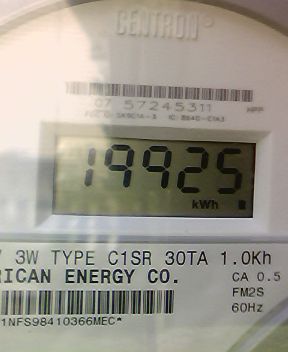 CENTRON®
07 57245311
19925
kWh
3W TYPE C1SR 30TA 1.0Kh
RICAN ENERGY CO.
CA 0.5
FM2S
60Hz
1NFS98410366MEC*